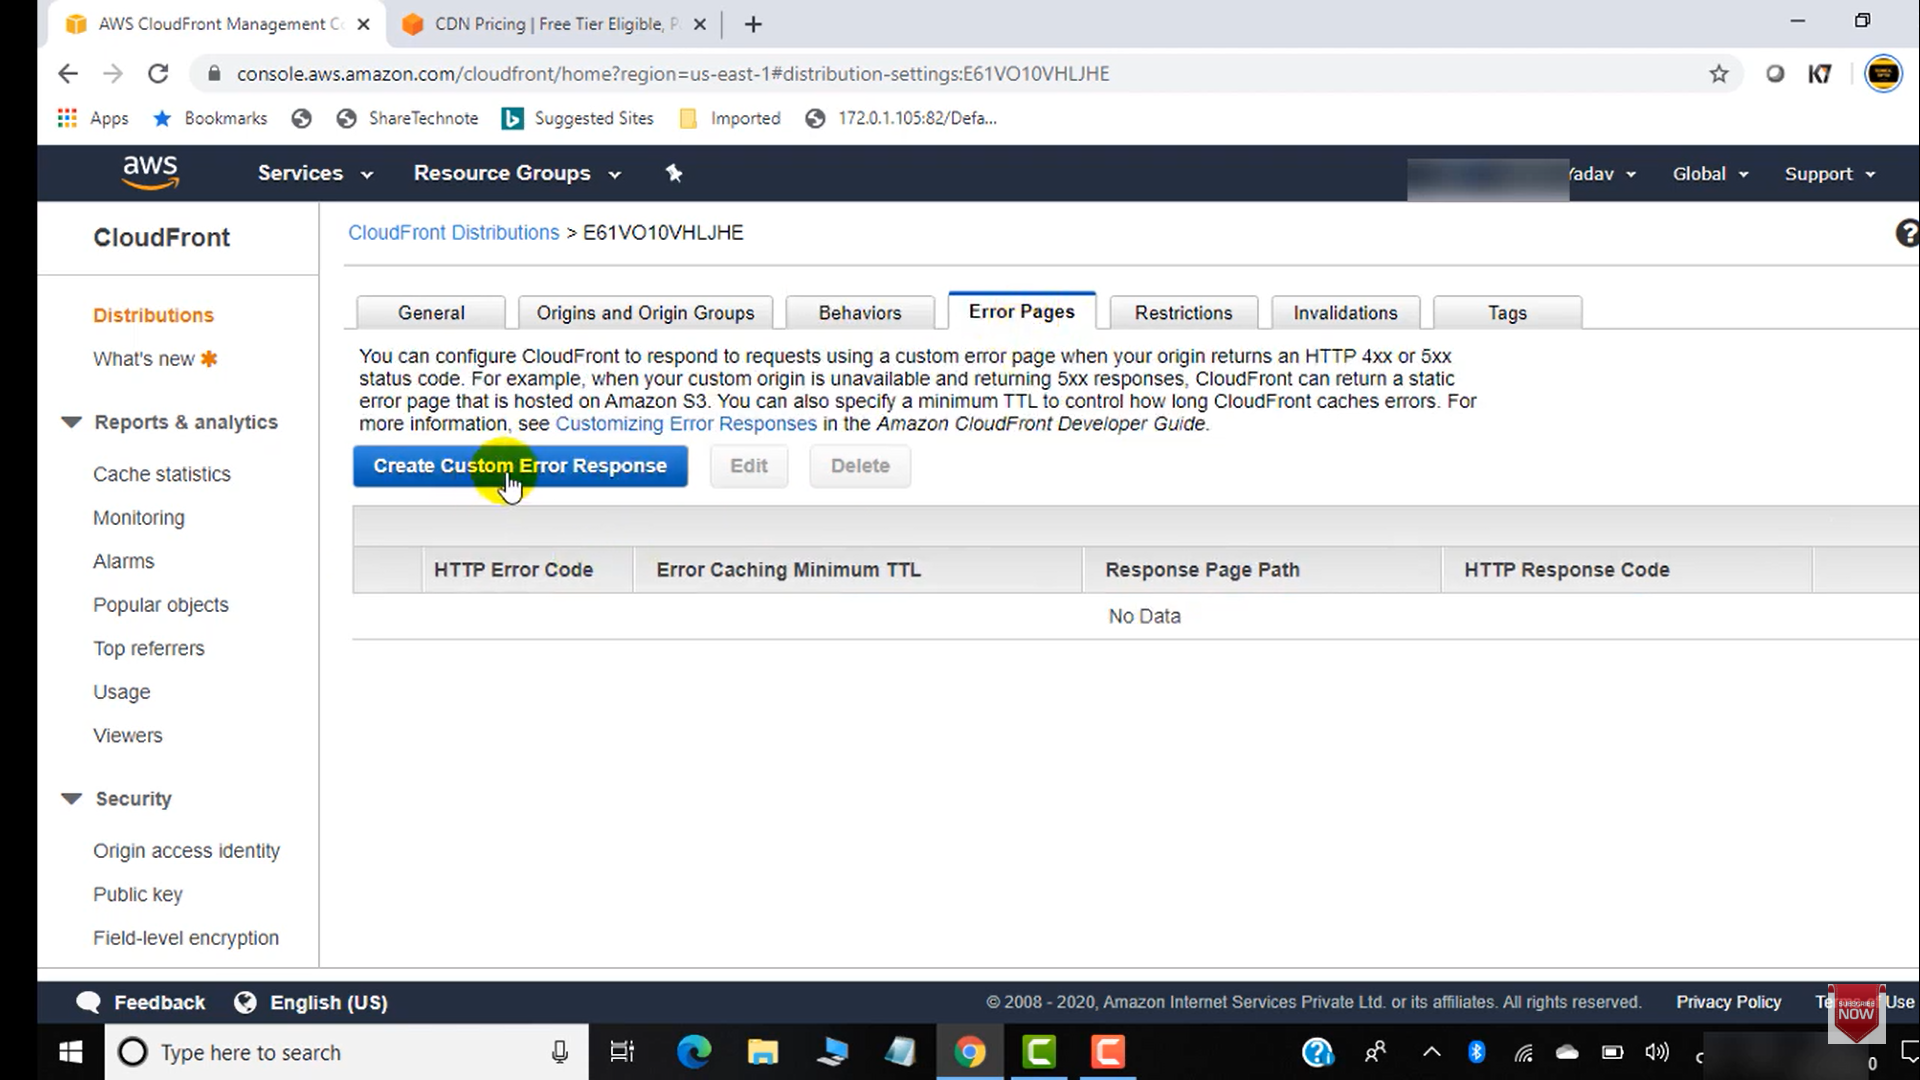 AWS CloudFront Management Co
CDN Pricing | Free Tier Eligible, P
console.aws.amazon.com/cloudfront/home?region=us-east-1#distribution-settings:E61VO10VHLJHE
K7
Apps
Bookmarks
ShareTechnote
Suggested Sites
Imported
172.0.1.105:82/Defa...
aws
Services
Resource Groups
Yadav
Global
Support
CloudFront
CloudFront Distributions > E61VO10VHLJHE
Distributions
What's new
Reports & analytics
Cache statistics
Monitoring
Alarms
Popular objects
Top referrers
Usage
Viewers
Security
Origin access identity
Public key
Field-level encryption
General
Origins and Origin Groups
Behaviors
Error Pages
Restrictions
Invalidations
Tags
You can configure CloudFront to respond to requests using a custom error page when your origin returns an HTTP 4xx or 5xx
status code. For example, when your custom origin is unavailable and returning 5xx responses, CloudFront can return a static
error page that is hosted on Amazon S3. You can also specify a minimum TTL to control how long CloudFront caches errors. For
more information, see Customizing Error Responses in the Amazon CloudFront Developer Guide.
Create Custom Error Response
Edit
Delete
HTTP Error Code
Error Caching Minimum TTL
Response Page Path
HTTP Response Code
No Data
Feedback
English (US)
© 2008 - 2020, Amazon Internet Services Private Ltd. or its affiliates. All rights reserved.
Privacy Policy
Use
SUBSCRIBE
NOW
Type here to search